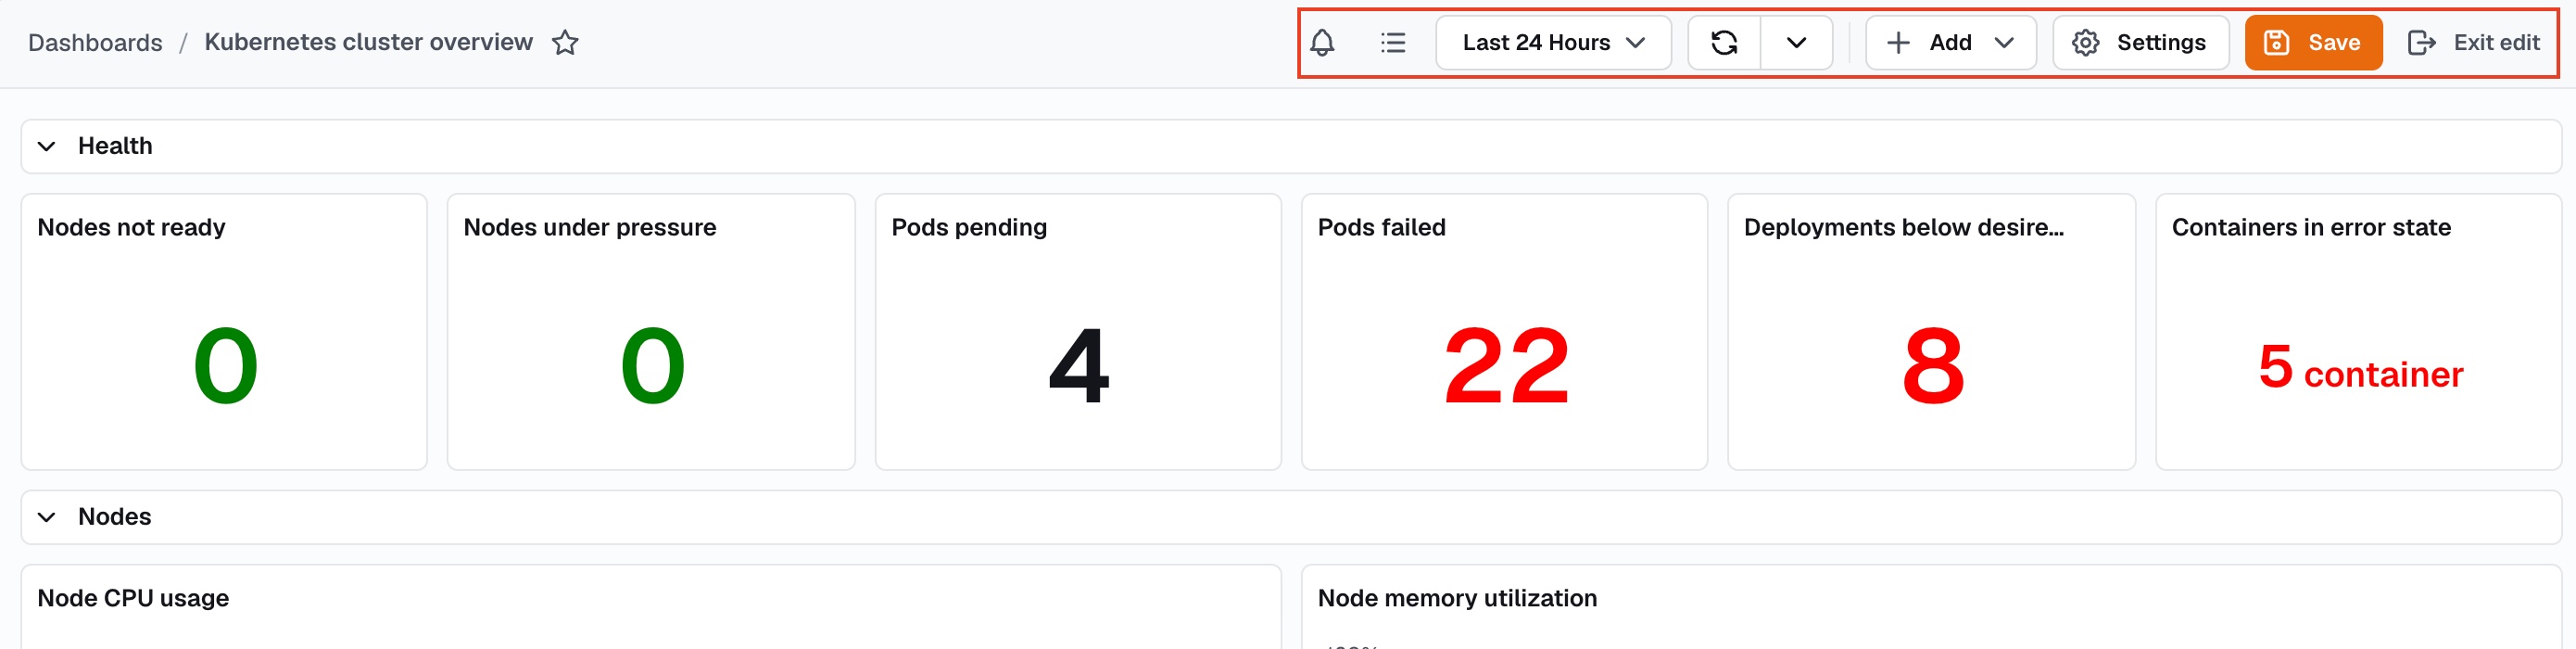 Dashboards / Kubernetes cluster overview
Last 24 Hours
Add
Settings
Save
Exit edit
Health
Nodes not ready
Nodes under pressure
Pods pending
Pods failed
Deployments below desire...
Containers in error state
0
0
4
22
8
5 container
Nodes
Node CPU usage
Node memory utilization